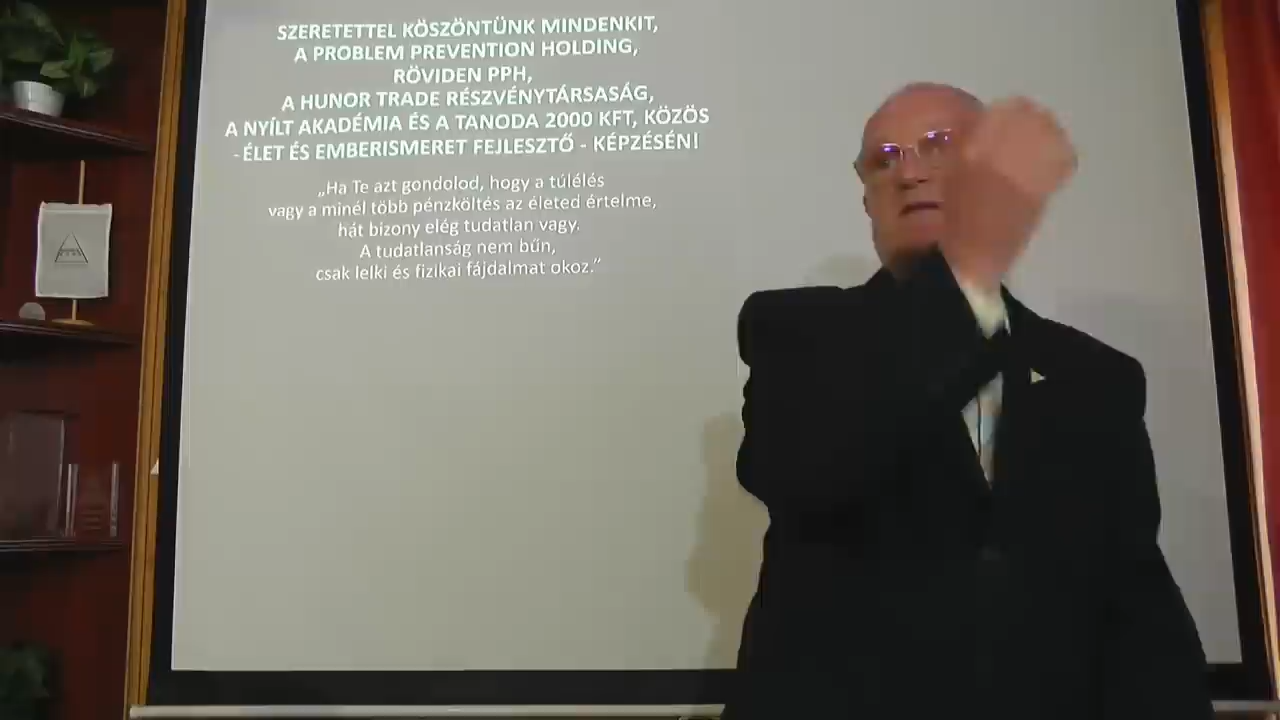 SZERETETTEL KÖSZÖNTÜNK MINDENKIT,
A PROBLEM PREVENTION HOLDING,
RÖVIDEN PPH,
A HUNOR TRADE RÉSZVÉNYTÁRSASÁG,
A NYÍLT AKADÉMIA ÉS A TANODA 2000 KFT, KÖZÖS
- ÉLET ÉS EMBERISMERET FEJLESZTŐ - KÉPZÉSÉN!
„Ha Te azt gondolod, hogy a túlélés
vagy a minél több pénzköltés az életed értelme,
hát bizony elég tudatlan vagy.
A tudatlanság nem bűn,
csak lelki és fizikai fájdalmat okoz.”